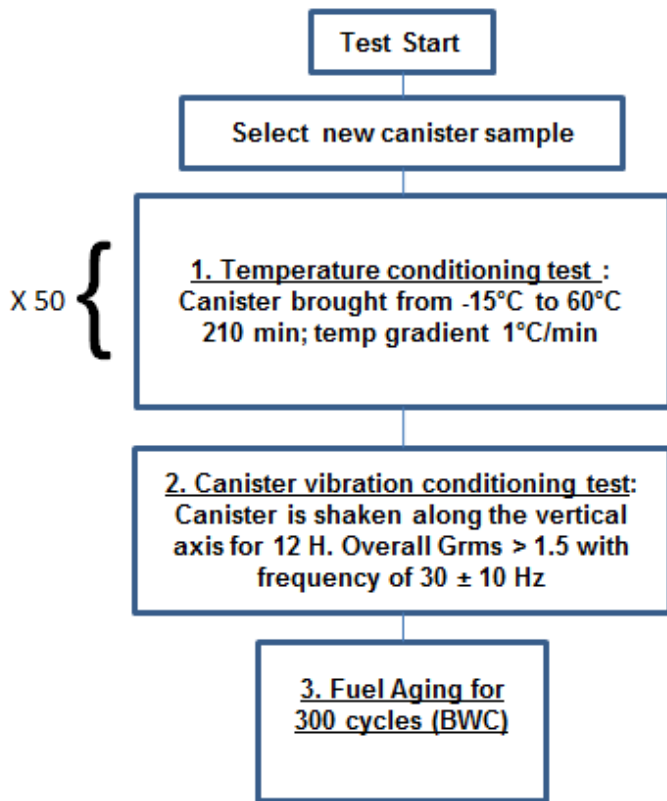 Test Start
Select new canister sample
X 50 {
1. Temperature conditioning test :
Canister brought from -15°C to 60°C
210 min; temp gradient 1°C/min
2. Canister vibration conditioning test:
Canister is shaken along the vertical
axis for 12 H. Overall Grms > 1.5 with
frequency of 30 ± 10 Hz
3. Fuel Aging for
300 cycles (BWC)